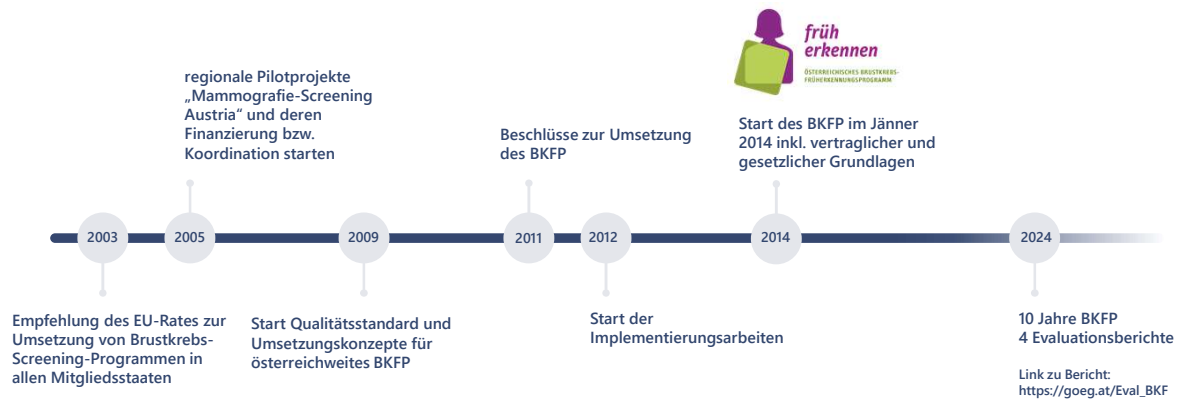 früh
erkennen
ÖSTERREICHISCHES BRUSTKREBS-
FRÜHERKENNUNGSPROGRAMM
regionale Pilotprojekte
„Mammografie-Screening
Austria“ und deren
Finanzierung bzw.
Koordination starten
Beschlüsse zur Umsetzung
des BKFP
Start des BKFP im Jänner
2014 inkl. vertraglicher und
gesetzlicher Grundlagen
2003
2005
2009
2011
2012
2014
2024
Empfehlung des EU-Rates zur
Umsetzung von Brustkrebs-
Screening-Programmen in
allen Mitgliedsstaaten
Start Qualitätsstandard und
Umsetzungskonzepte für
österreichweites BKFP
Start der
Implementierungsarbeiten
10 Jahre BKFP
4 Evaluationsberichte
Link zu Bericht:
https://goeg.at/Eval_BKF